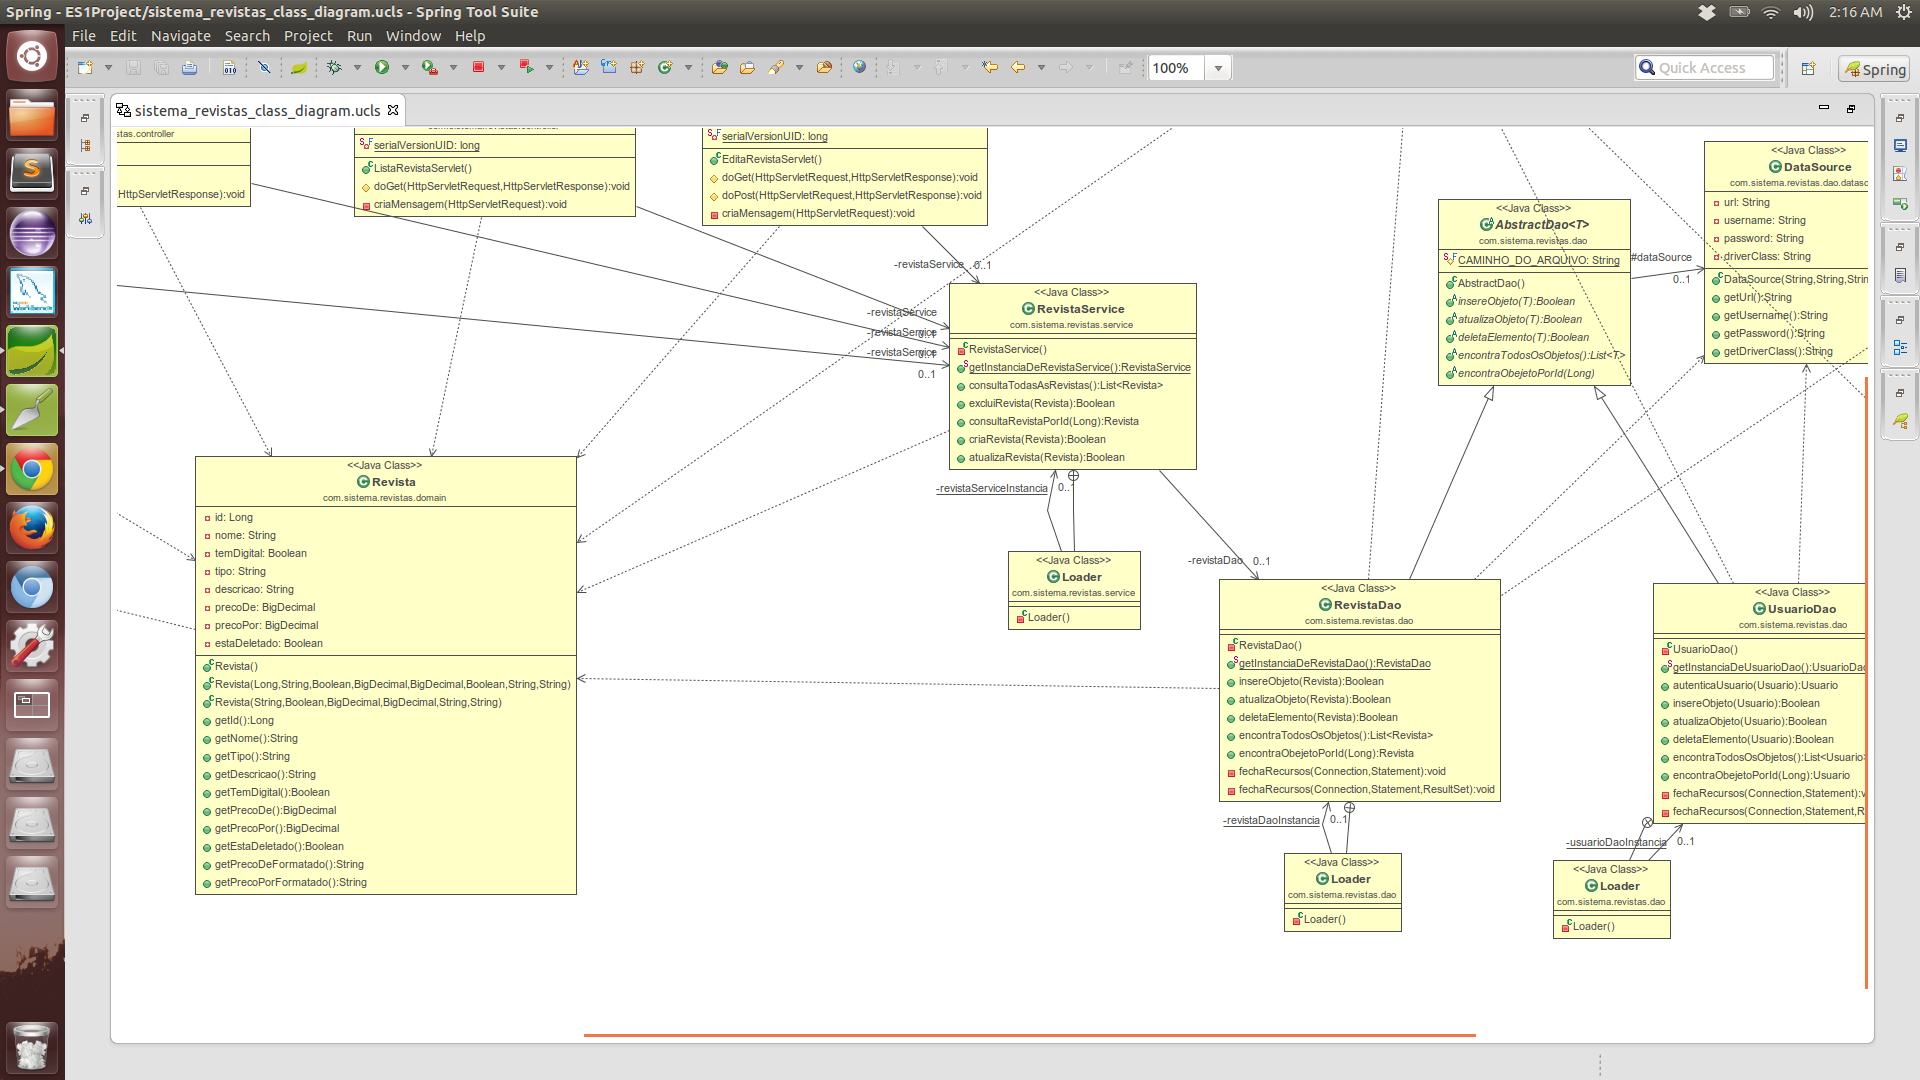 Spring - ES1Project/sistema_revistas_class_diagram.ucls - Spring Tool Suite
2:16 AM
File Edit Navigate Search Project Run Window Help
100%
Quick Access
Spring
sistema_revistas_class_diagram.ucls
stas.controller
HttpServletResponse):void
serialVersionUID: long
ListaRevistaServlet()
doGet(HttpServletRequest,HttpServletResponse):void
criaMensagem(HttpServletRequest):void
serialVersionUID: long
EditaRevistaServlet()
doGet(HttpServletRequest,HttpServletResponse):void
doPost(HttpServletRequest,HttpServletResponse):void
criaMensagem(HttpServletRequest):void
-revistaService 0..1
-revistaService
0..1
-revistaService
0..1
-revistaService
0..1
<<Java Class>>
RevistaService
com.sistema.revistas.service
RevistaService()
getInstanciaDeRevistaService():RevistaService
consultaTodasAsRevistas():List<Revista>
excluiRevista(Revista):Boolean
consultaRevistaPorId(Long):Revista
criaRevista(Revista):Boolean
atualizaRevista(Revista):Boolean
-revistaServiceInstancia 0..1
<<Java Class>>
Loader
com.sistema.revistas.service
Loader()
<<Java Class>>
AbstractDao<T>
com.sistema.revistas.dao
CAMINHO_DO_ARQUIVO: String
AbstractDao()
insereObjeto(T):Boolean
atualizaObjeto(T):Boolean
deletaElemento(T):Boolean
encontraTodosOsObjetos():List<T>
encontraObejetoPorId(Long)
#dataSource
0..1
<<Java Class>>
DataSource
com.sistema.revistas.dao.dataso
url: String
username: String
password: String
driverClass: String
DataSource(String,String,Strin
getUrl():String
getUsername():String
getPassword():String
getDriverClass():String
<<Java Class>>
Revista
com.sistema.revistas.domain
id: Long
nome: String
temDigital: Boolean
tipo: String
descricao: String
precoDe: BigDecimal
precoPor: BigDecimal
estaDeletado: Boolean
Revista()
Revista(Long,String,Boolean,BigDecimal,BigDecimal,Boolean,String,String)
Revista(String,Boolean,BigDecimal,BigDecimal,String,String)
getId():Long
getNome():String
getTipo():String
getDescricao():String
getTemDigital():Boolean
getPrecoDe():BigDecimal
getPrecoPor():BigDecimal
getEstaDeletado():Boolean
getPrecoDeFormatado():String
getPrecoPorFormatado():String
-revistaDao 0..1
<<Java Class>>
RevistaDao
com.sistema.revistas.dao
RevistaDao()
getInstanciaDeRevistaDao():RevistaDao
insereObjeto(Revista):Boolean
atualizaObjeto(Revista):Boolean
deletaElemento(Revista):Boolean
encontraTodosOsObjetos():List<Revista>
encontraObejetoPorId(Long):Revista
fechaRecursos(Connection,Statement):void
fechaRecursos(Connection,Statement,ResultSet):void
-revistaDaoInstancia 0..1
<<Java Class>>
Loader
com.sistema.revistas.dao
Loader()
<<Java Class>>
UsuarioDao
com.sistema.revistas.dao
UsuarioDao()
getInstanciaDeUsuarioDao():UsuarioDao
autenticaUsuario(Usuario):Usuario
insereObjeto(Usuario):Boolean
atualizaObjeto(Usuario):Boolean
deletaElemento(Usuario):Boolean
encontraTodosOsObjetos():List<Usuario>
encontraObejetoPorId(Long):Usuario
fechaRecursos(Connection,Statement):v
fechaRecursos(Connection,Statement,R
-usuarioDaoInstancia 0..1
<<Java Class>>
Loader
com.sistema.revistas.dao
Loader()